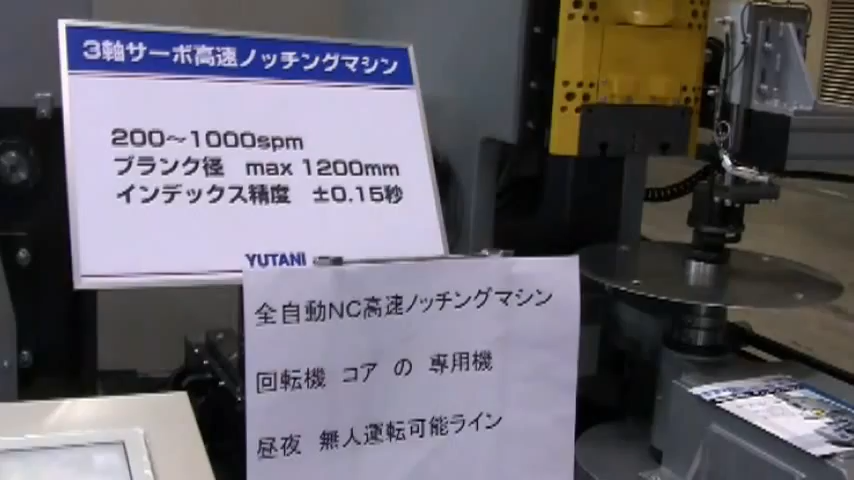 3軸サーボ高速ノッチングマシン
200～1000spm
ブランク径 max 1200mm
インデックス精度 ±0.15秒
YUTANI
全自動NC高速ノッチングマシン
回転機 コア の 専用機
昼夜 無人運転可能ライン